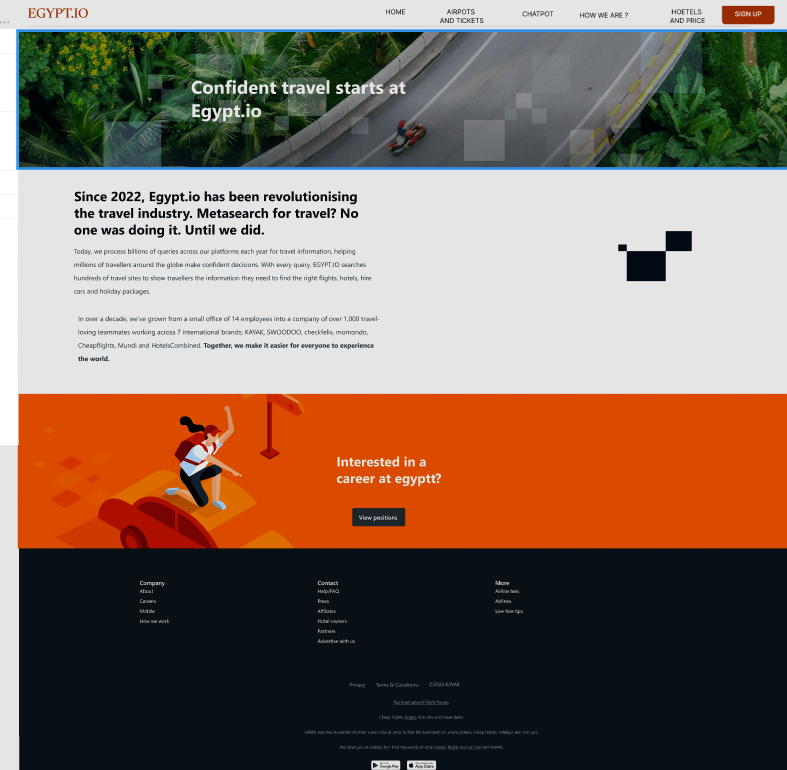 EGYPT.IO
HOME
AIRPOTS
AND TICKETS
CHATPOT
HOW WE ARE ?
HOETELS
AND PRICE
SIGN UP
Confident travel starts at
Egypt.io
Since 2022, Egypt.io has been revolutionising
the travel industry. Metasearch for travel? No
one was doing it. Until we did.
Today, we process billions of queries across our platforms each year for travel information, helping
millions of travellers around the globe make confident decisions. With every query, EGYPT.IO searches
hundreds of travel sites to show travellers the information they need to find the right flights, hotels, hire
cars and holiday packages.
In over a decade, we've grown from a small office of 14 employees into a company of over 1,000 travel-
loving teammates working across 7 international brands; KAYAK, SWOODOO, checkfelix, momondo,
Cheapflights, Mundi and HotelsCombined. Together, we make it easier for everyone to experience
the world.
Interested in a
career at egyptt?
View positions
Company
About
Careers
Mobile
How we work
Contact
Help/FAQ
Press
Affiliates
Hotel owners
Partners
Advertise with us
More
Airline fees
Airlines
Low fare tips
Privacy
Terms & Conditions
©2024 KAYAK
Top International Flight Routes
Cheap flights, hotels, hire cars and travel deals:
KAYAK searches hundreds of other travel sites at once to find the best deals on airline tickets, cheap hotels, holidays and hire cars.
Not what you're looking for? Find thousands of other hotels, flights and car hire with KAYAK.
Google Play
App Store